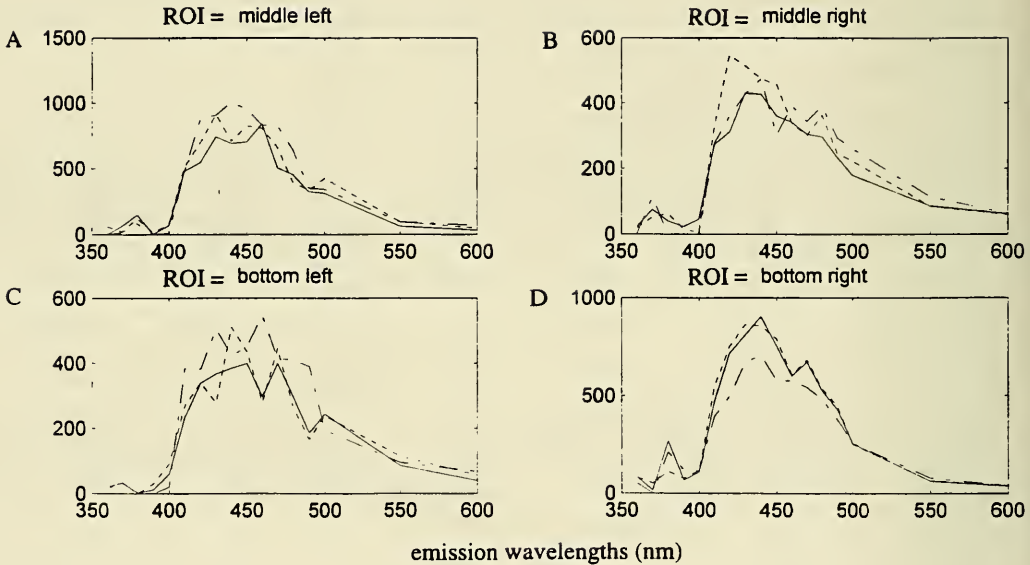 ROI = middle left
A
1500
1000
500
0
350 400 450 500 550 600
ROI = middle right
B
600
400
200
0
350 400 450 500 550 600
ROI = bottom left
C
600
400
200
0
350 400 450 500 550 600
ROI = bottom right
D
1000
500
0
350 400 450 500 550 600
emission wavelengths (nm)